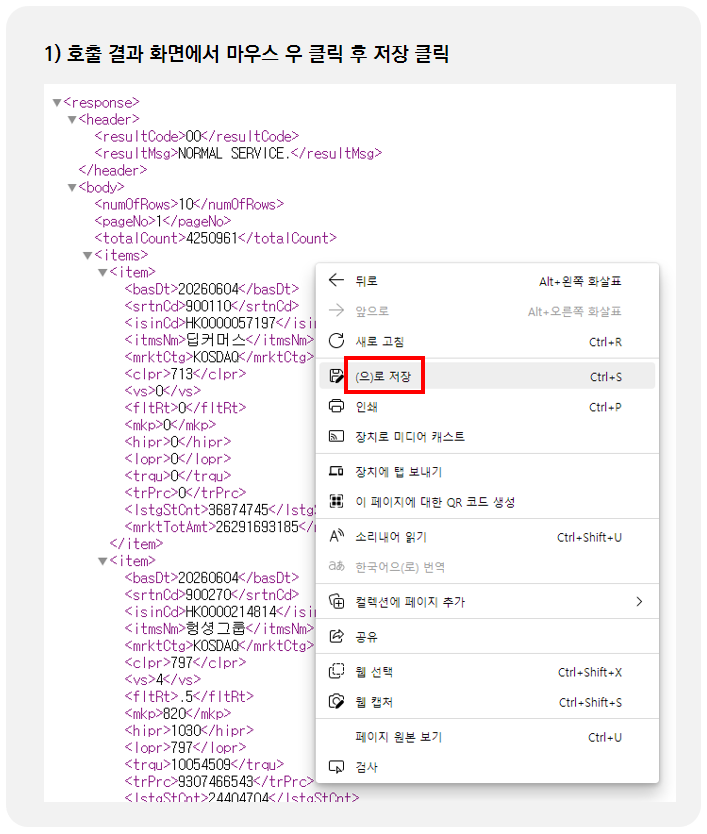 1) 호출 결과 화면에서 마우스 우 클릭 후 저장 클릭
▼<response>
▼<header>
<resultCode>00</resultCode>
<resultMsg>NORMAL SERVICE.</resultMsg>
</header>
▼<body>
<numOfRows>10</numOfRows>
<pageNo>1</pageNo>
<totalCount>4250961</totalCount>
▼<items>
▼<item>
<basDt>20260604</basDt>
<srtnCd>900110</srtnCd>
<isinCd>HK0000057197</isin
<itmsNm>딥커머스</itmsNm>
<mrktCtg>KOSDAQ</mrktCtg>
<clpr>713</clpr>
<vs>0</vs>
<fltRt>0</fltRt>
<mkp>0</mkp>
<hipr>0</hipr>
<lopr>0</lopr>
<trqu>0</trqu>
<trPrc>0</trPrc>
<lstgStCnt>36874745</lstgS
<mrktTotAmt>26291693185</m
</item>
▼<item>
<basDt>20260604</basDt>
<srtnCd>900270</srtnCd>
<isinCd>HK0000214814</isin
<itmsNm>헝셩그룹</itmsNm>
<mrktCtg>KOSDAQ</mrktCtg>
<clpr>797</clpr>
<vs>4</vs>
<fltRt>.5</fltRt>
<mkp>820</mkp>
<hipr>1030</hipr>
<lopr>797</lopr>
<trqu>10054509</trqu>
<trPrc>9307466543</trPrc>
<lstgStCnt>24404704</lstgStCnt>
뒤로 Alt+왼쪽 화살표
앞으로 Alt+오른쪽 화살표
새로 고침 Ctrl+R
(으)로 저장 Ctrl+S
인쇄 Ctrl+P
장치로 미디어 캐스트
장치에 탭 보내기
이 페이지에 대한 QR 코드 생성
소리내어 읽기 Ctrl+Shift+U
한국어으(로) 번역
컬렉션에 페이지 추가
공유
웹 선택 Ctrl+Shift+X
웹 캡처 Ctrl+Shift+S
페이지 원본 보기 Ctrl+U
검사